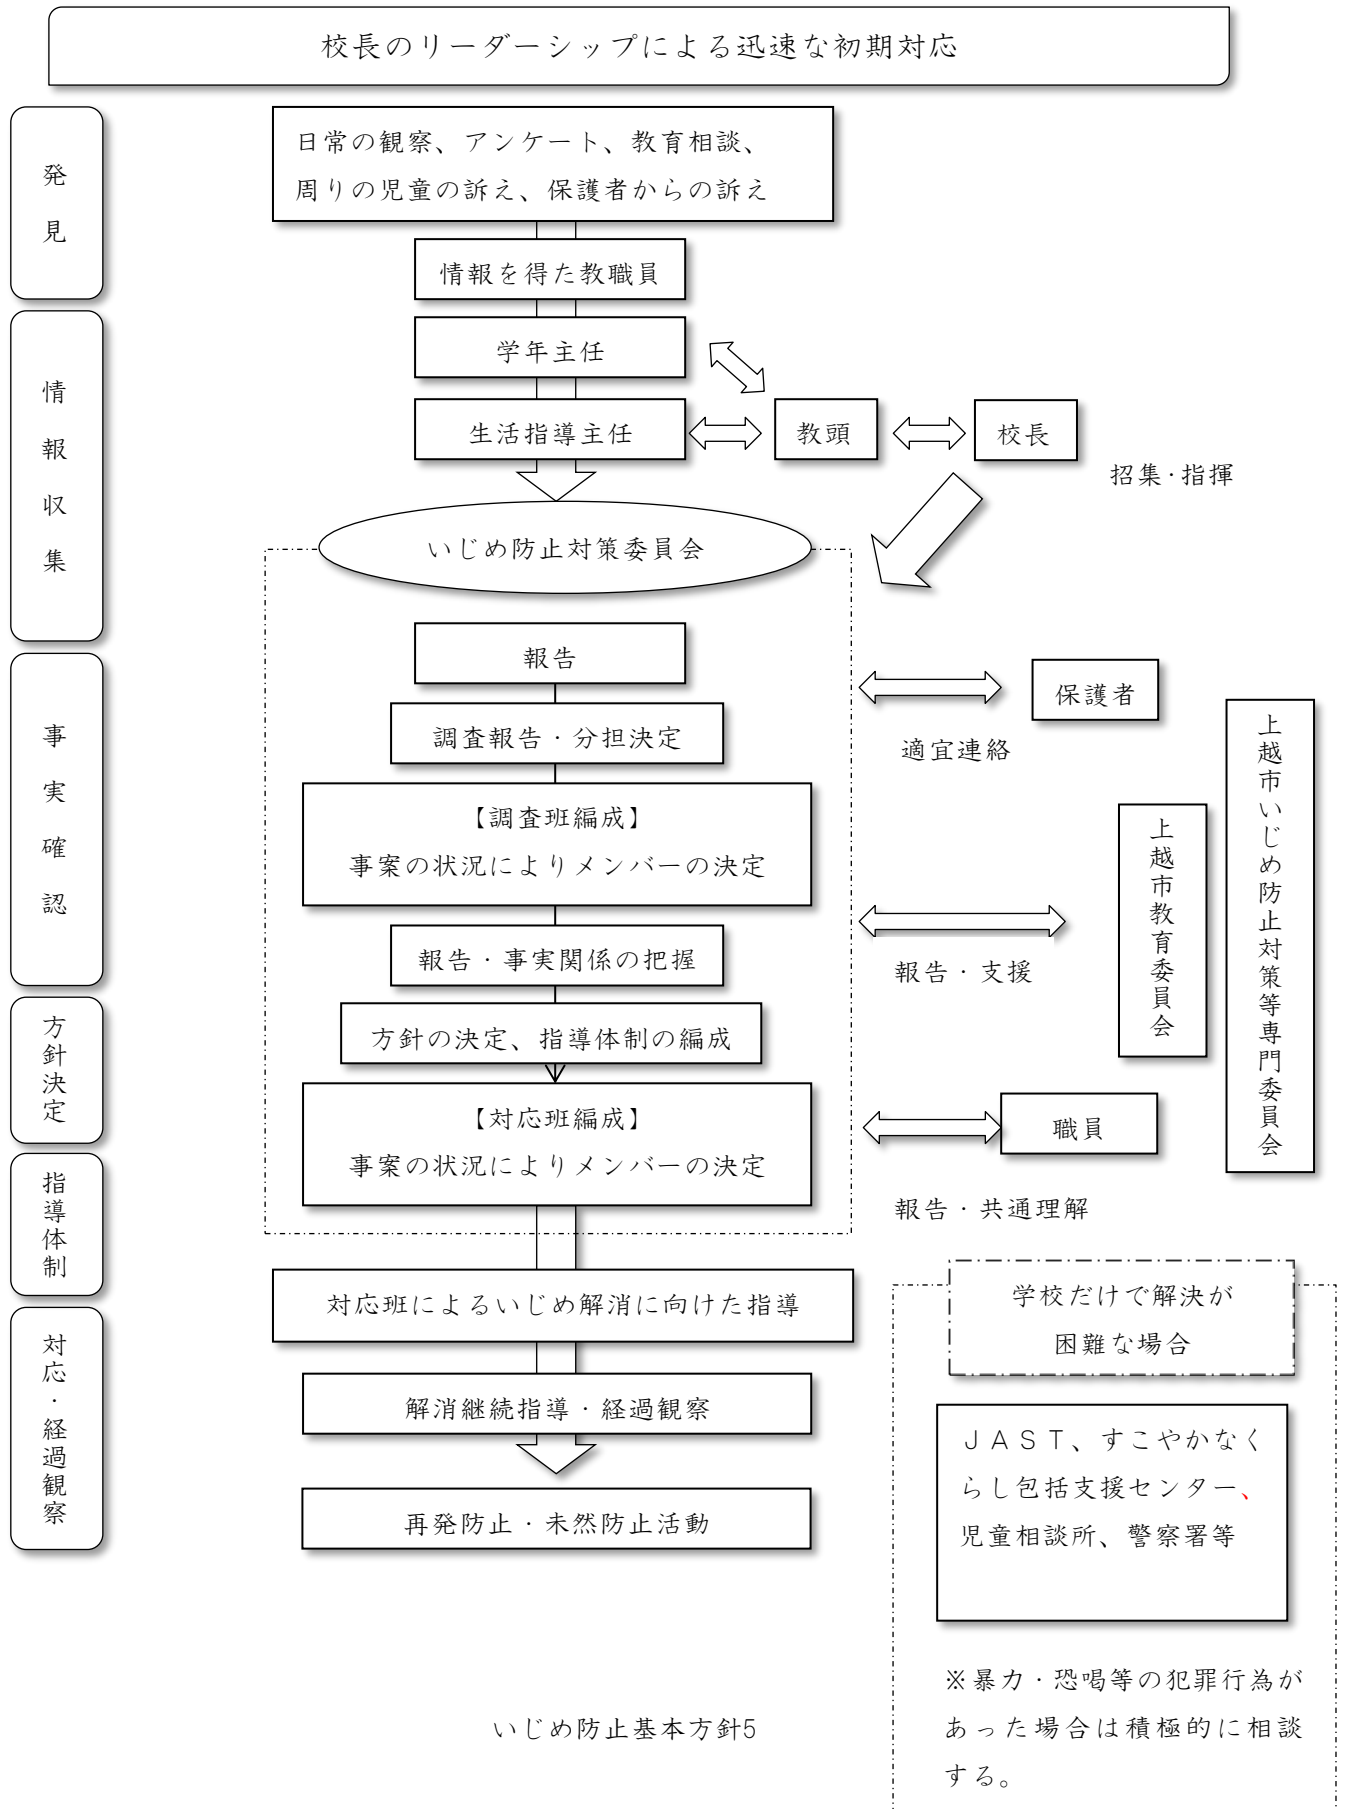 校長のリーダーシップによる迅速な初期対応
発見
日常の観察、アンケート、教育相談、
周りの児童の訴え、保護者からの訴え
情報を得た教職員
情報収集
学年主任
生活指導主任
教頭
校長
招集・指揮
いじめ防止対策委員会
事実確認
報告
保護者
適宜連絡
調査報告・分担決定
【調査班編成】
事案の状況によりメンバーの決定
上越市教育委員会
上越市いじめ防止対策等専門委員会
報告・事実関係の把握
報告・支援
方針決定
方針の決定、指導体制の編成
【対応班編成】
事案の状況によりメンバーの決定
職員
報告・共通理解
指導体制
対応班によるいじめ解消に向けた指導
対応・経過観察
解消継続指導・経過観察
再発防止・未然防止活動
学校だけで解決が
困難な場合
ＪＡＳＴ、すこやかなく
らし包括支援センター、
児童相談所、警察署等
※暴力・恐喝等の犯罪行為が
あった場合は積極的に相談
する。
いじめ防止基本方針5